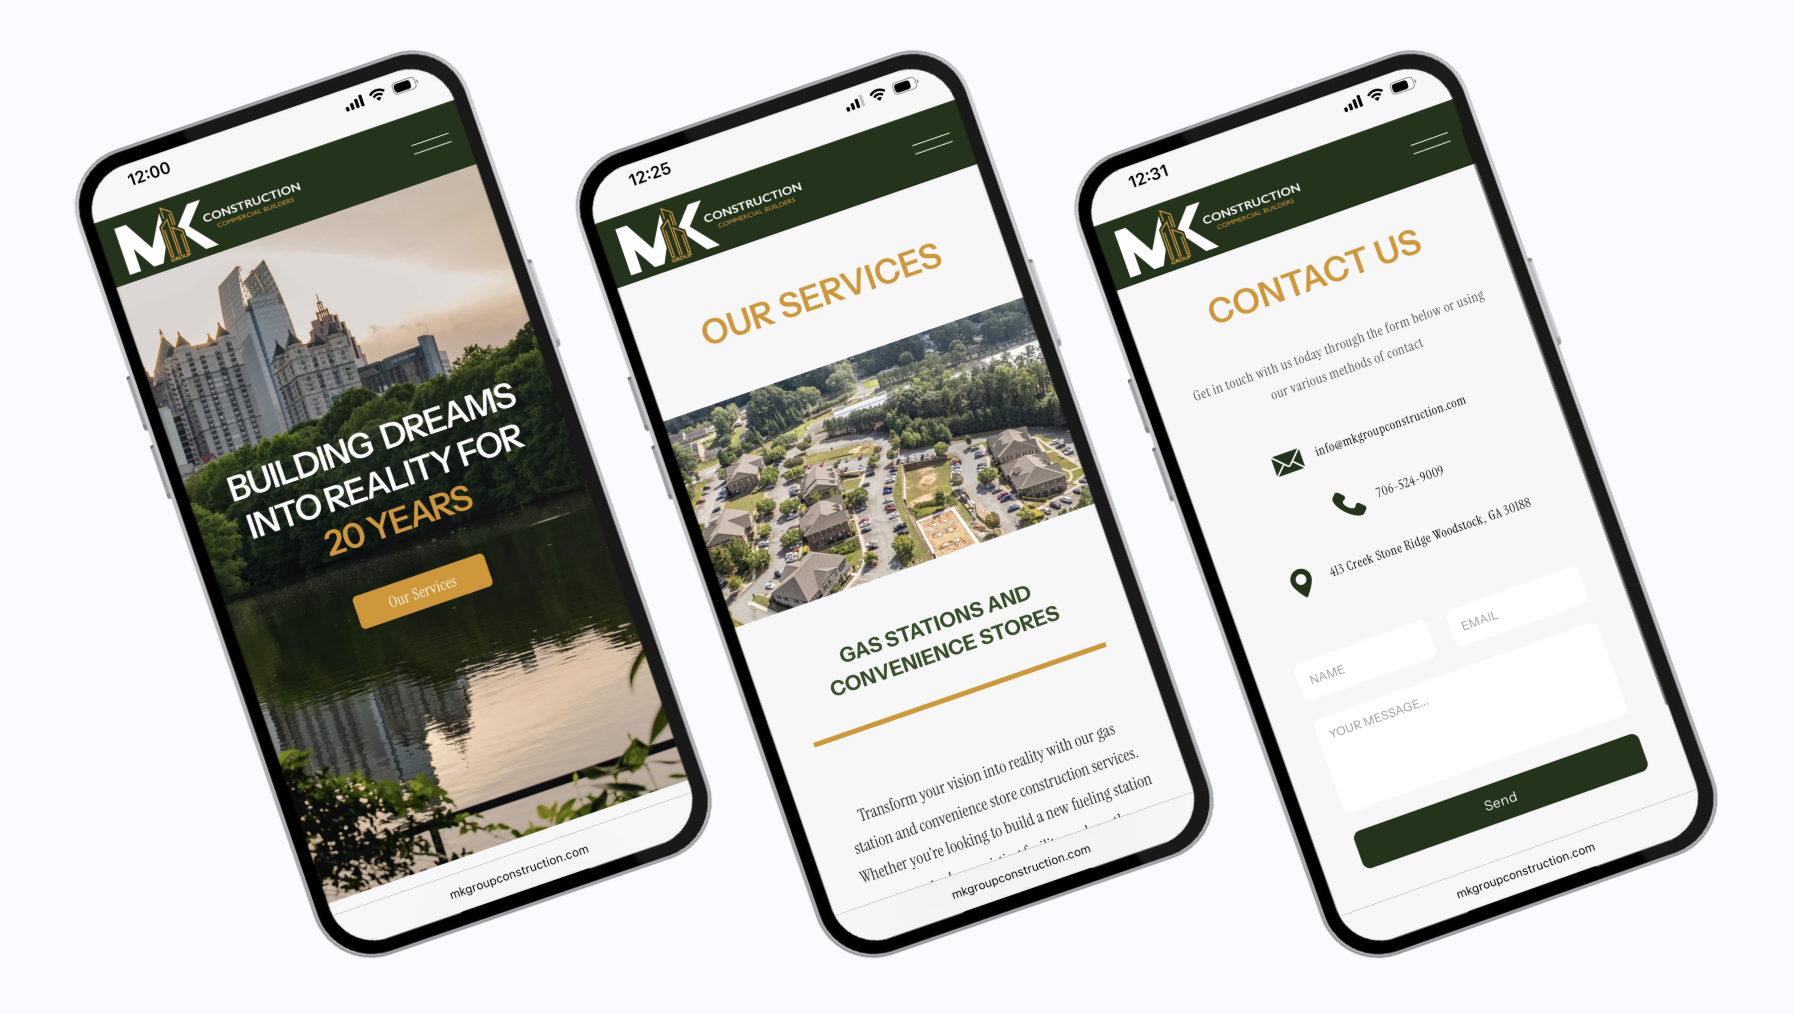 12:00
MK
GROUP
CONSTRUCTION
COMMERCIAL BUILDERS
BUILDING DREAMS
INTO REALITY FOR
20 YEARS
Our Services
mkgroupconstruction.com
12:25
MK
GROUP
CONSTRUCTION
COMMERCIAL BUILDERS
OUR SERVICES
GAS STATIONS AND
CONVENIENCE STORES
Transform your vision into reality with our gas
station and convenience store construction services.
Whether you're looking to build a new fueling station
mkgroupconstruction.com
12:31
MK
GROUP
CONSTRUCTION
COMMERCIAL BUILDERS
CONTACT US
Get in touch with us today through the form below or using
our various methods of contact
info@mkgroupconstruction.com
706-524-9009
413 Creek Stone Ridge Woodstock, GA 30188
NAME
EMAIL
YOUR MESSAGE...
Send
mkgroupconstruction.com